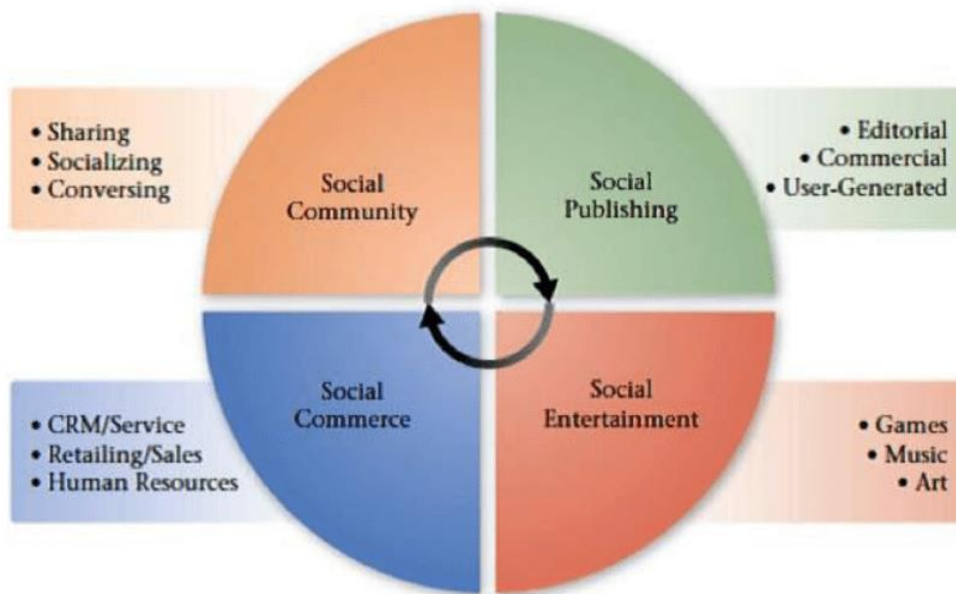 • Sharing
• Socializing
• Conversing
Social
Community
Social
Publishing
• Editorial
• Commercial
• User-Generated
• CRM/Service
• Retailing/Sales
• Human Resources
Social
Commerce
Social
Entertainment
• Games
• Music
• Art